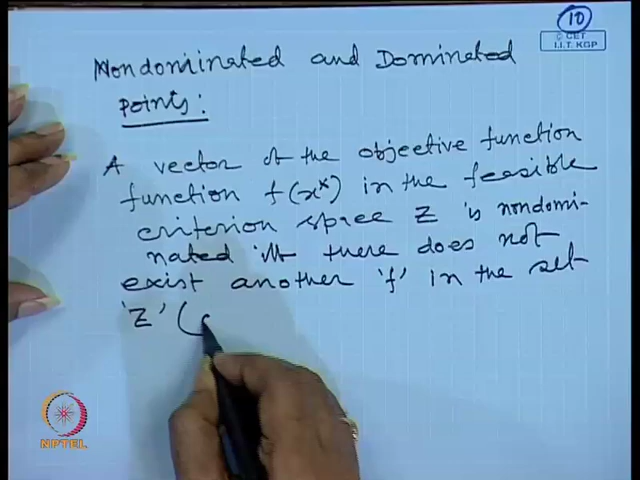 10
© CET
I.I.T. KGP
Nondominated and Dominated
Points:
A vector of the objective function
function f(x*) in the feasible
criterion space Z is nondomi-
nated iff there does not
exist another 'f' in the set
'Z' (
NPTEL